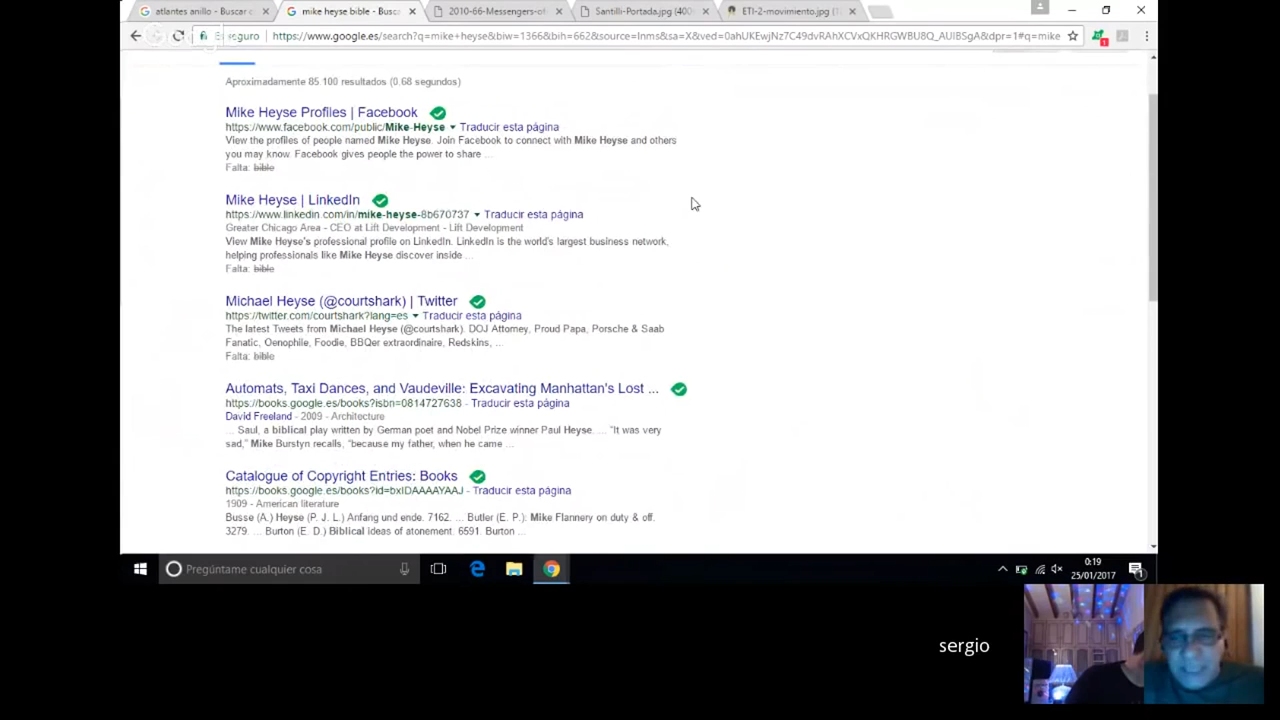 atlantes anillo - Buscar c
mike heyse bible - Busca
2010-66-Messengers-of-
Santilli-Portada.jpg (400×
ETI-2-movimiento.jpg (1
Es seguro
https://www.google.es/search?q=mike+heyse&biw=1366&bih=662&source=lnms&sa=X&ved=0ahUKEwjNz7C49dvRAhXCVxQKHRGWBU8Q_AUIBSgA&dpr=1#q=mike
Aproximadamente 85.100 resultados (0,68 segundos)
Mike Heyse Profiles | Facebook
https://www.facebook.com/public/Mike-Heyse ▼ Traducir esta página
View the profiles of people named Mike Heyse. Join Facebook to connect with Mike Heyse and others
you may know. Facebook gives people the power to share ...
Falta: bible
Mike Heyse | LinkedIn
https://www.linkedin.com/in/mike-heyse-8b670737 ▼ Traducir esta página
Greater Chicago Area - CEO at Lift Development - Lift Development
View Mike Heyse's professional profile on LinkedIn. LinkedIn is the world's largest business network,
helping professionals like Mike Heyse discover inside ...
Falta: bible
Michael Heyse (@courtshark) | Twitter
https://twitter.com/courtshark?lang=es ▼ Traducir esta página
The latest Tweets from Michael Heyse (@courtshark). DOJ Attorney, Proud Papa, Porsche & Saab
Fanatic, Oenophile, Foodie, BBQer extraordinaire, Redskins, ...
Falta: bible
Automats, Taxi Dances, and Vaudeville: Excavating Manhattan's Lost ...
https://books.google.es/books?isbn=0814727638 - Traducir esta página
David Freeland - 2009 - Architecture
... Saul, a biblical play written by German poet and Nobel Prize winner Paul Heyse. ... "It was very
sad," Mike Burstyn recalls, "because my father, when he came ...
Catalogue of Copyright Entries: Books
https://books.google.es/books?id=bxIDAAAAYAAJ - Traducir esta página
1909 - American literature
Busse (A.) Heyse (P. J. L.) Anfang und ende. 7162. ... Butler (E. P.): Mike Flannery on duty & off.
3279. ... Burton (E. D.) Biblical ideas of atonement. 6591. Burton ...
Pregúntame cualquier cosa
0:19
25/01/2017
1
sergio